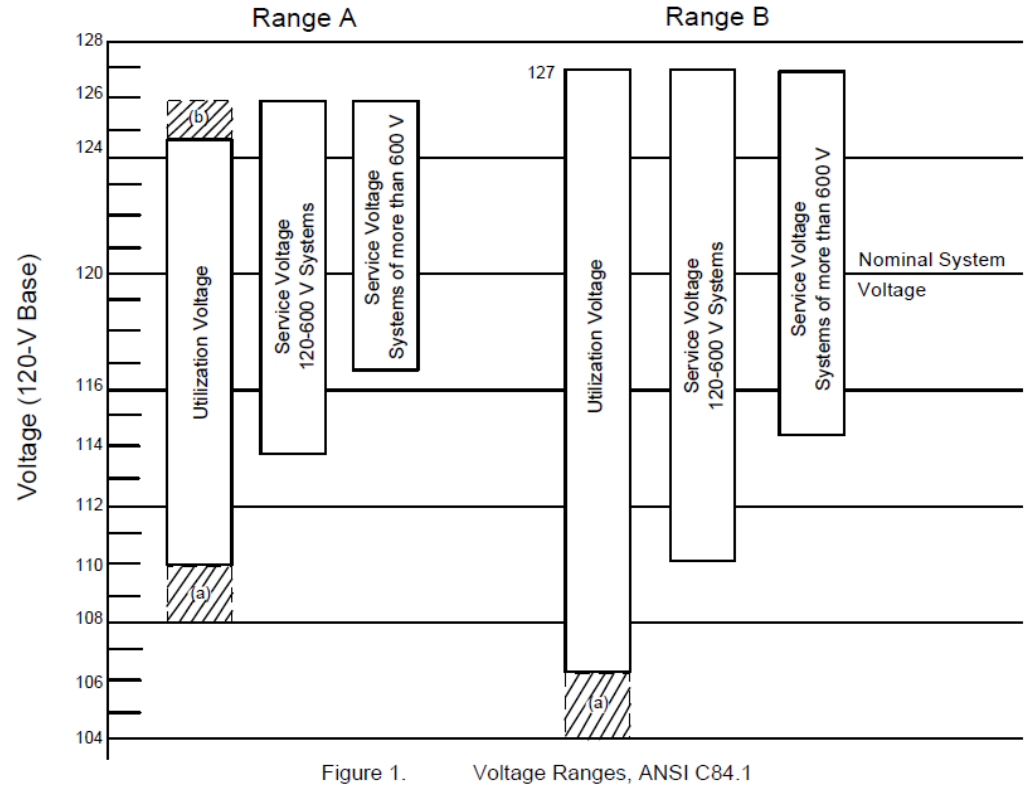 Range A
Range B
128
126
124
120
116
114
112
110
108
106
104
Voltage (120-V Base)
127
(b)
(a)
Utilization Voltage
Service Voltage
120-600 V Systems
Service Voltage
Systems of more than 600 V
Utilization Voltage
(a)
Service Voltage
120-600 V Systems
Service Voltage
Systems of more than 600 V
Nominal System
Voltage
Figure 1. Voltage Ranges, ANSI C84.1